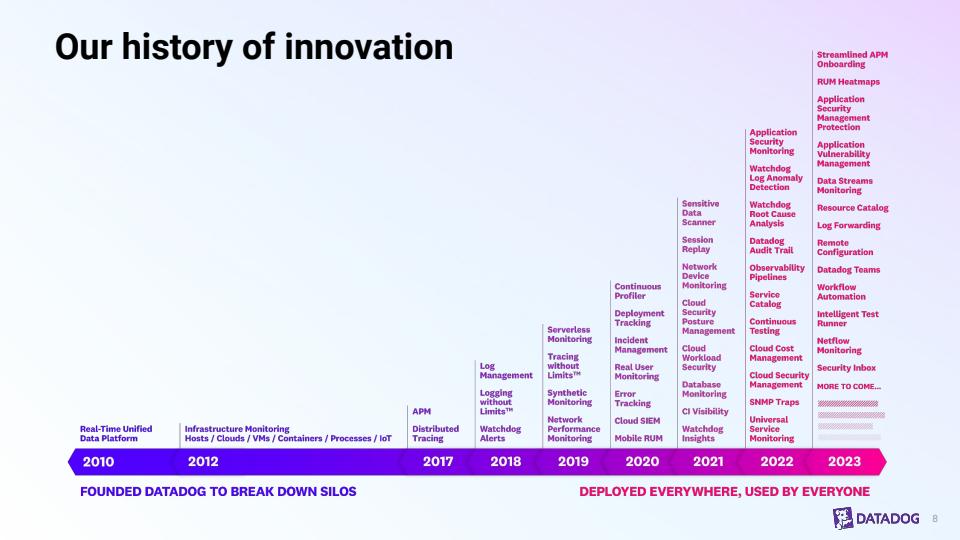 Our history of innovation
Real-Time Unified
Data Platform
Infrastructure Monitoring
Hosts / Clouds / VMs / Containers / Processes / IoT
APM
Distributed
Tracing
Log
Management
Logging
without
Limits™
Watchdog
Alerts
Serverless
Monitoring
Tracing
without
Limits™
Synthetic
Monitoring
Network
Performance
Monitoring
Continuous
Profiler
Deployment
Tracking
Incident
Management
Real User
Monitoring
Error
Tracking
Cloud SIEM
Mobile RUM
Sensitive
Data
Scanner
Session
Replay
Network
Device
Monitoring
Cloud
Security
Posture
Management
Cloud
Workload
Security
Database
Monitoring
CI Visibility
Watchdog
Insights
Application
Security
Monitoring
Watchdog
Log Anomaly
Detection
Watchdog
Root Cause
Analysis
Datadog
Audit Trail
Observability
Pipelines
Service
Catalog
Continuous
Testing
Cloud Cost
Management
Cloud Security
Management
SNMP Traps
Universal
Service
Monitoring
Streamlined APM
Onboarding
RUM Heatmaps
Application
Security
Management
Protection
Application
Vulnerability
Management
Data Streams
Monitoring
Resource Catalog
Log Forwarding
Remote
Configuration
Datadog Teams
Workflow
Automation
Intelligent Test
Runner
Netflow
Monitoring
Security Inbox
MORE TO COME...
2010 2012 2017 2018 2019 2020 2021 2022 2023
FOUNDED DATADOG TO BREAK DOWN SILOS
DEPLOYED EVERYWHERE, USED BY EVERYONE
DATADOG
8